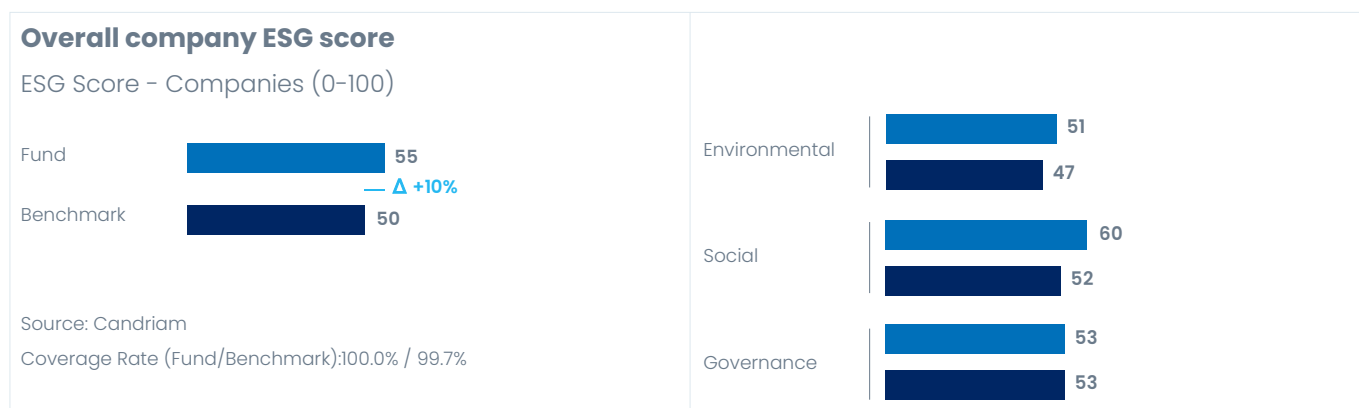 Overall company ESG score
ESG Score - Companies (0-100)
Fund 55
Δ +10%
Benchmark 50
Source: Candriam
Coverage Rate (Fund/Benchmark):100.0% / 99.7%
Environmental 51
47
Social 60
52
Governance 53
53